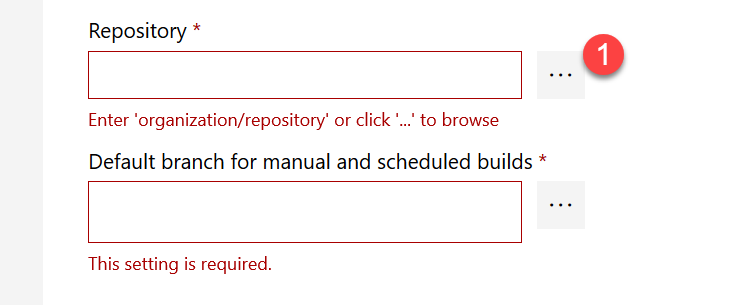 Repository *
...
1
Enter 'organization/repository' or click '...' to browse
Default branch for manual and scheduled builds *
...
This setting is required.